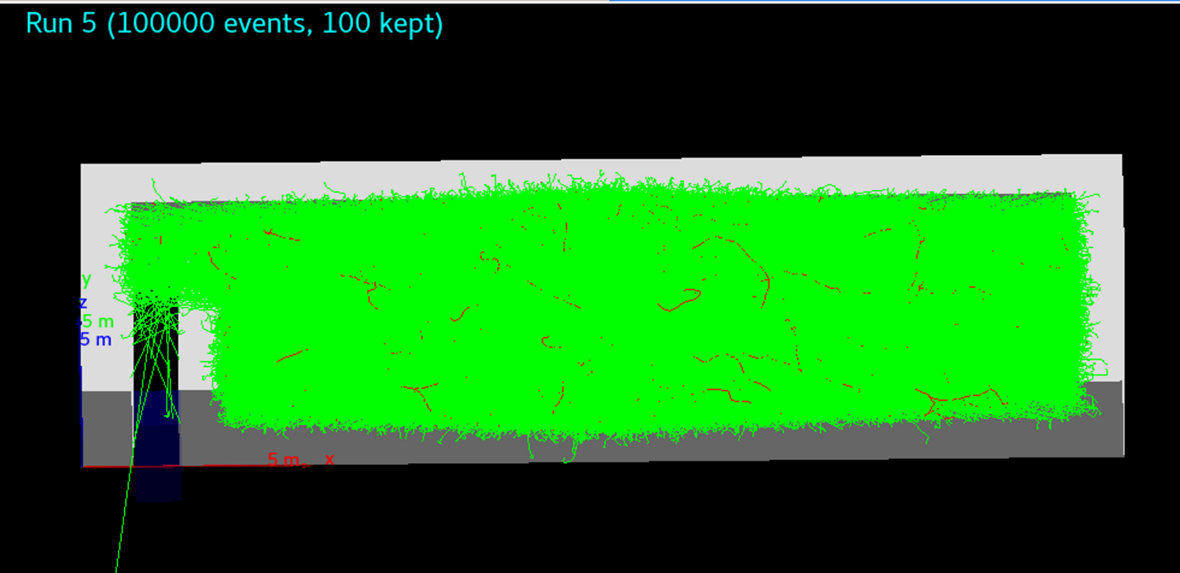 Run 5 (100000 events, 100 kept)
y
z
5 m
5 m
5 m, x